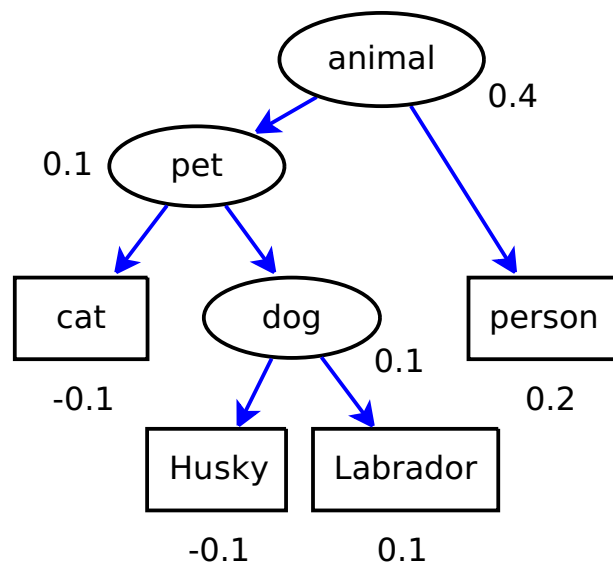 animal
0.4
0.1
pet
cat
dog
person
0.1
-0.1
0.2
Husky
Labrador
-0.1
0.1